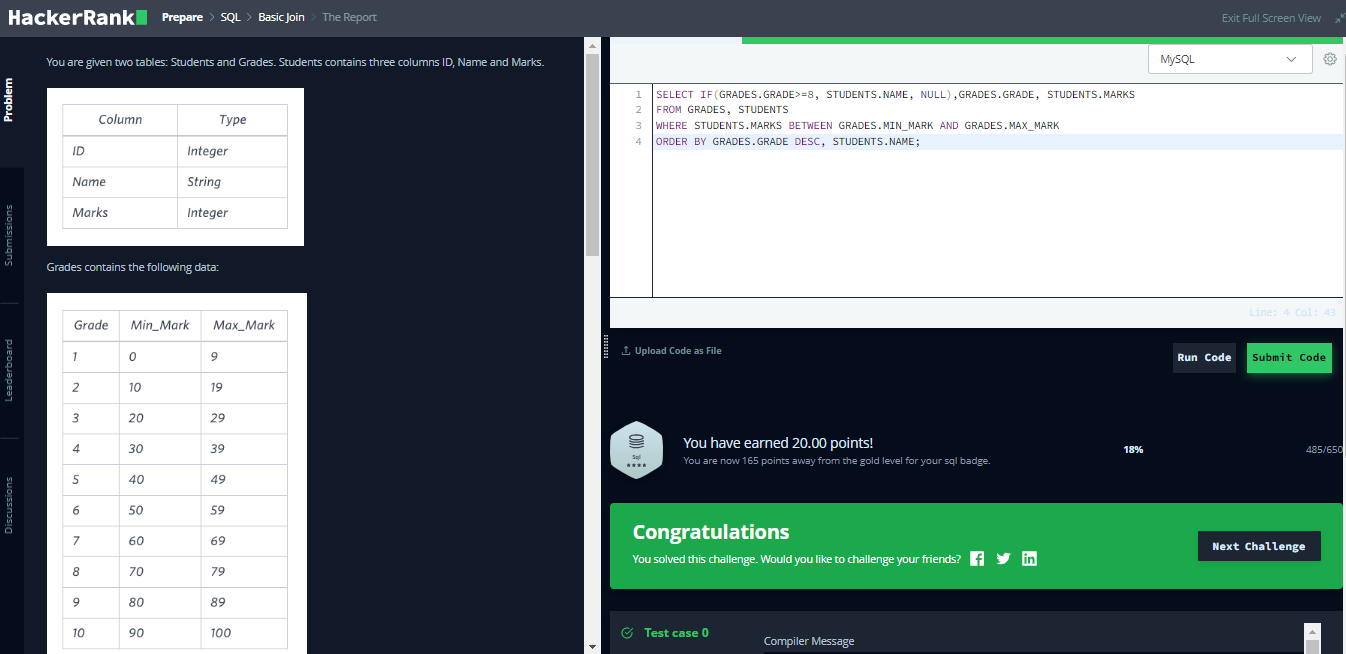 HackerRank
Prepare > SQL > Basic Join > The Report
Exit Full Screen View
Problem
Submissions
Leaderboard
Discussions
You are given two tables: Students and Grades. Students contains three columns ID, Name and Marks.
Column Type
ID Integer
Name String
Marks Integer
Grades contains the following data:
Grade Min_Mark Max_Mark
1 0 9
2 10 19
3 20 29
4 30 39
5 40 49
6 50 59
7 60 69
8 70 79
9 80 89
10 90 100
MySQL
1 SELECT IF(GRADES.GRADE>=8, STUDENTS.NAME, NULL),GRADES.GRADE, STUDENTS.MARKS
2 FROM GRADES, STUDENTS
3 WHERE STUDENTS.MARKS BETWEEN GRADES.MIN_MARK AND GRADES.MAX_MARK
4 ORDER BY GRADES.GRADE DESC, STUDENTS.NAME;
Line: 4 Col: 43
Upload Code as File
Run Code
Submit Code
Sql
You have earned 20.00 points!
You are now 165 points away from the gold level for your sql badge.
18%
485/650
Congratulations
You solved this challenge. Would you like to challenge your friends?
Next Challenge
Test case 0
Compiler Message